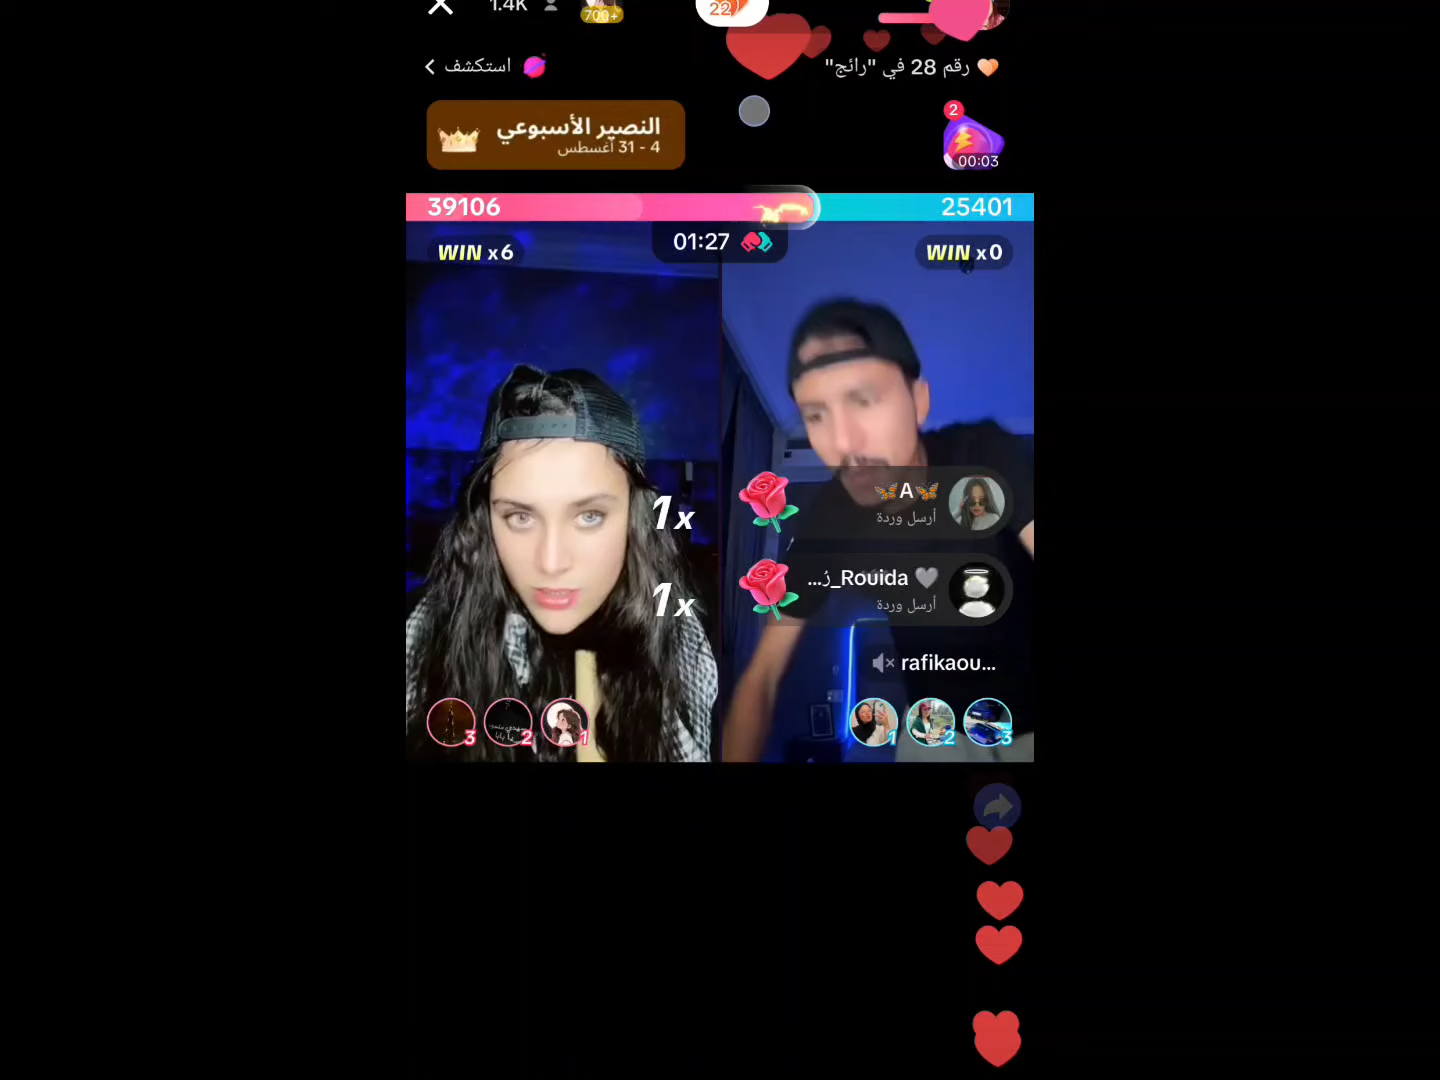 1.4K
700+
22
استكشف
رقم 28 في "رائج"
النصير الأسبوعي
4 - 31 أغسطس
2
00:03
39106
25401
01:27
WIN x6
WIN x0
1x
A
أرسل وردة
1x
رُ_Rouida...
أرسل وردة
rafikaou...
3
2
1
1
2
3